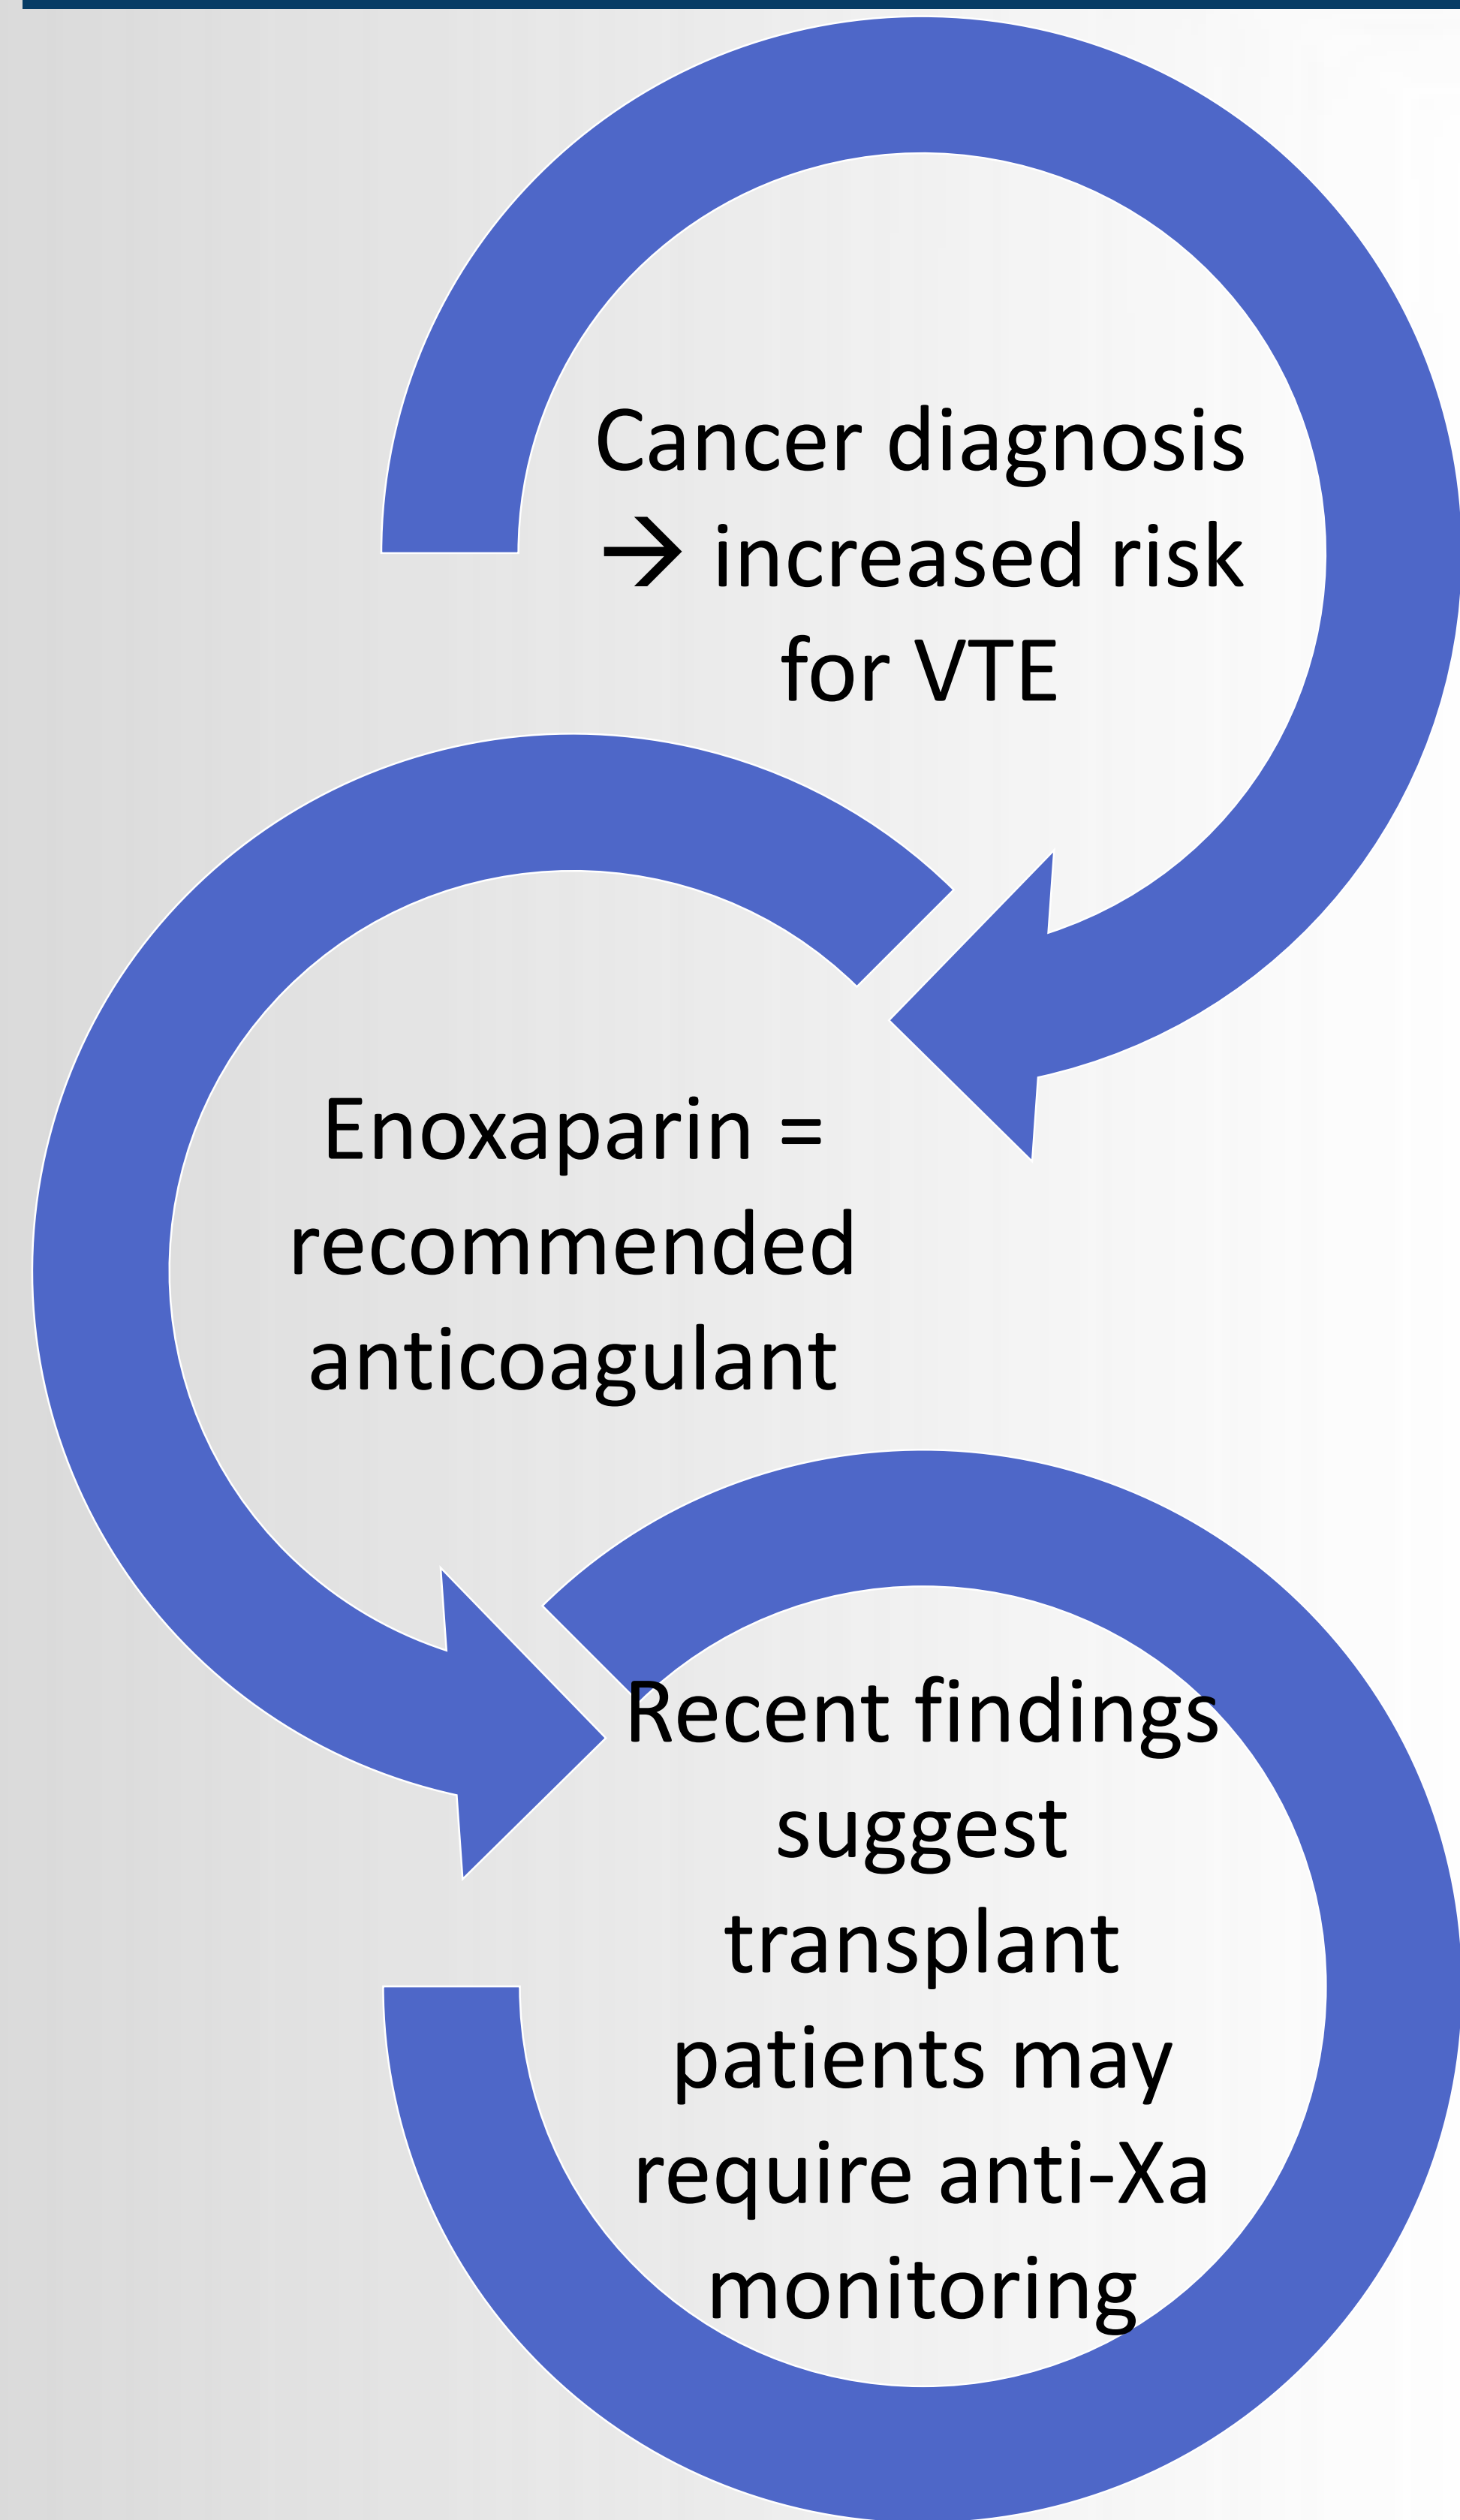 Cancer diagnosis
→ increased risk
for VTE
Enoxaparin =
recommended
anticoagulant
Recent findings
suggest
transplant
patients may
require anti-Xa
monitoring